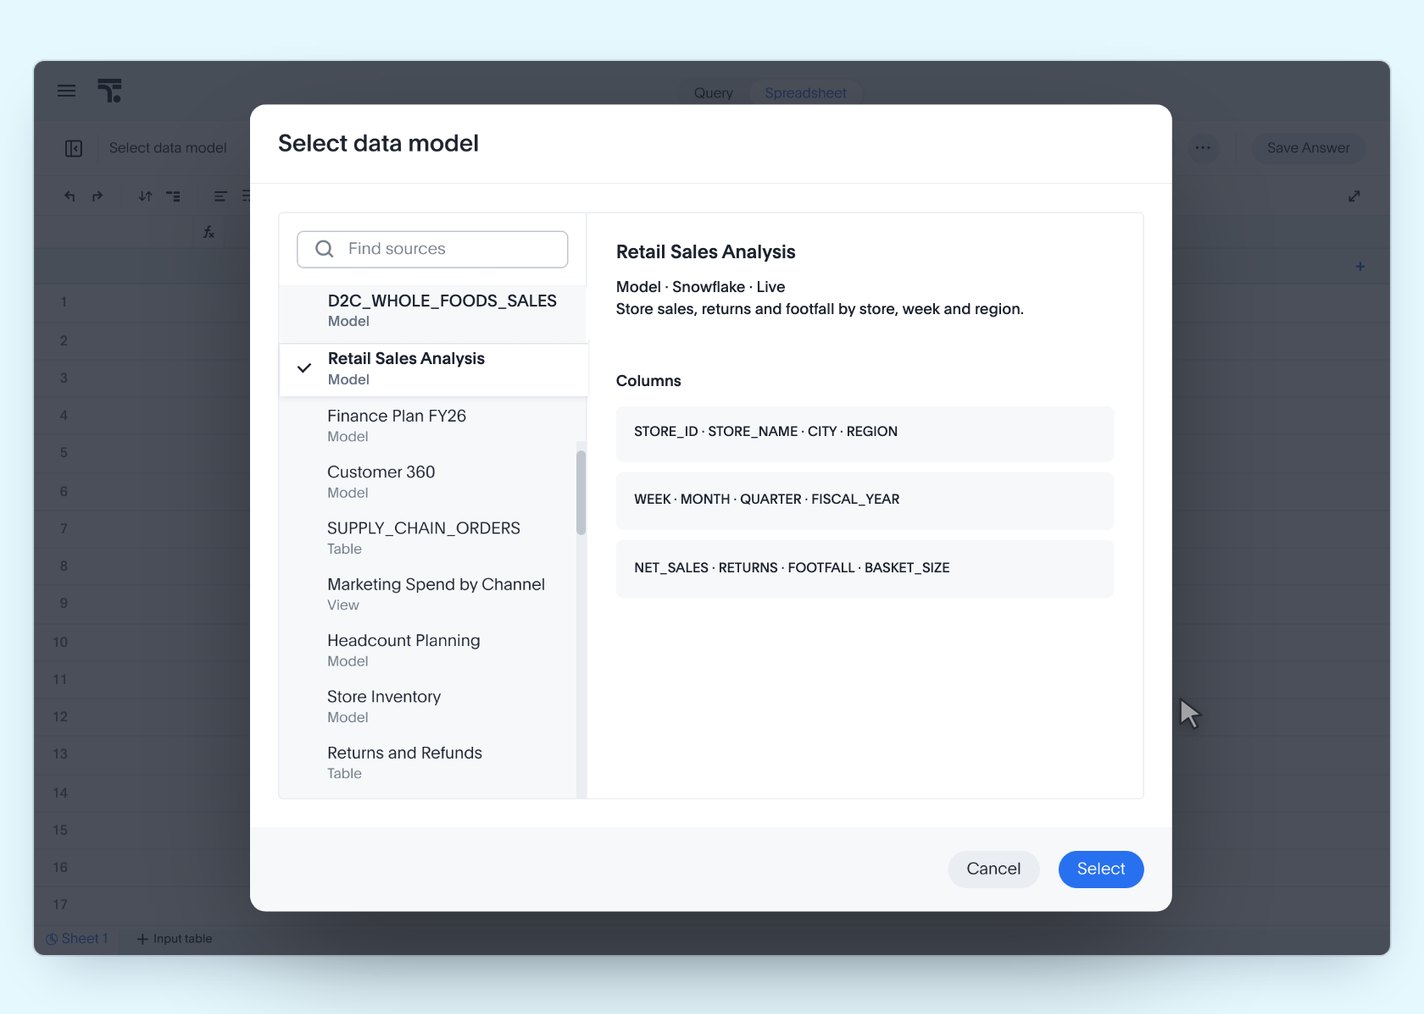 Query
Spreadsheet
Select data model
Save Answer
fx
1
2
3
4
5
6
7
8
9
10
11
12
13
14
15
16
17
Sheet 1
+ Input table
Select data model
Find sources
D2C_WHOLE_FOODS_SALES
Model
Retail Sales Analysis
Model
Finance Plan FY26
Model
Customer 360
Model
SUPPLY_CHAIN_ORDERS
Table
Marketing Spend by Channel
View
Headcount Planning
Model
Store Inventory
Model
Returns and Refunds
Table
Retail Sales Analysis
Model · Snowflake · Live
Store sales, returns and footfall by store, week and region.
Columns
STORE_ID · STORE_NAME · CITY · REGION
WEEK · MONTH · QUARTER · FISCAL_YEAR
NET_SALES · RETURNS · FOOTFALL · BASKET_SIZE
Cancel
Select